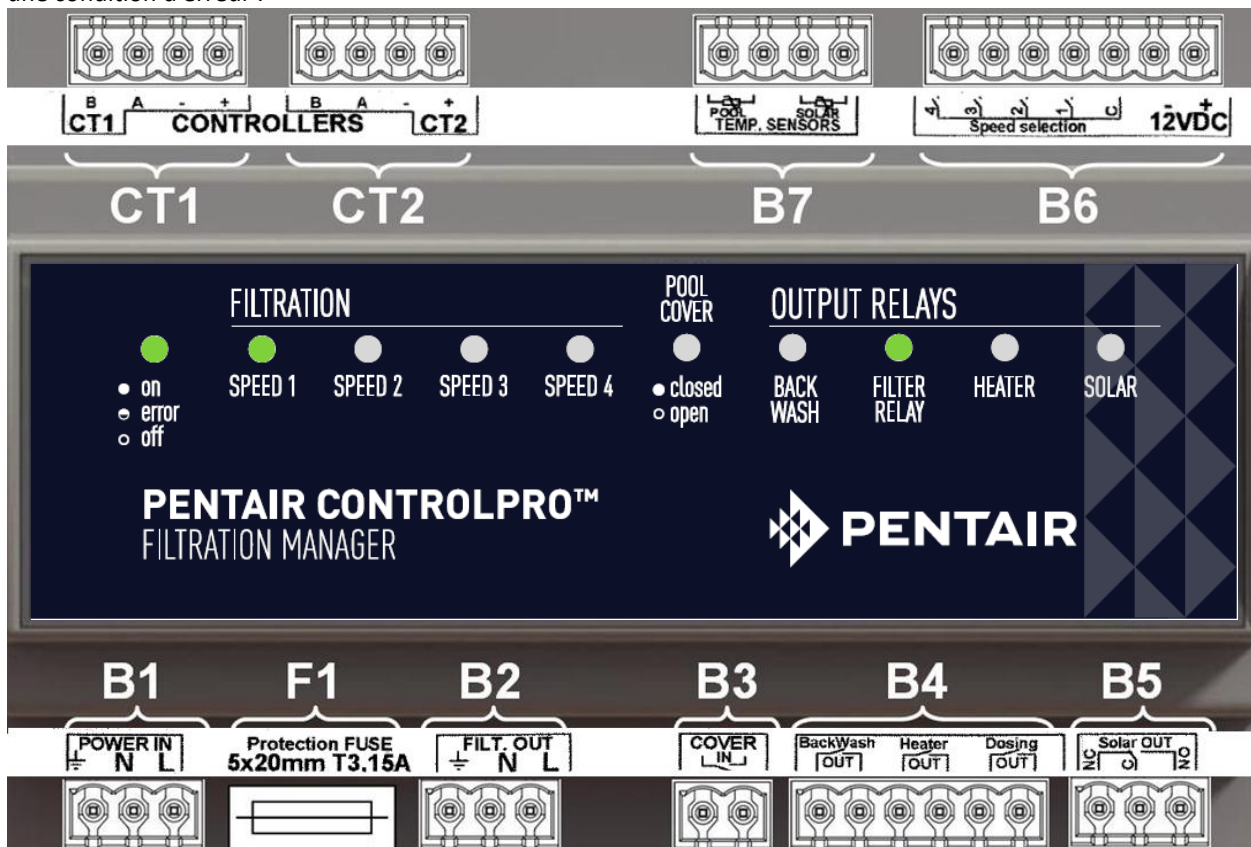 une condition d'erreur :
B A - + B A - +
CT1 CONTROLLERS CT2
POOL SOLAR
TEMP. SENSORS
4 3 2 1 C - +
Speed selection 12VDC
CT1 CT2 B7 B6
FILTRATION
POOL
COVER
OUTPUT RELAYS
on
error
off
SPEED 1 SPEED 2 SPEED 3 SPEED 4
closed
open
BACK
WASH
FILTER
RELAY
HEATER SOLAR
PENTAIR CONTROLPRO™
FILTRATION MANAGER
PENTAIR
B1 F1 B2 B3 B4 B5
POWER IN
N L
Protection FUSE
5x20mm T3,15A
FILT. OUT
N L
COVER
IN
BackWash Heater Dosing
OUT OUT OUT
Solar OUT
NC C NO